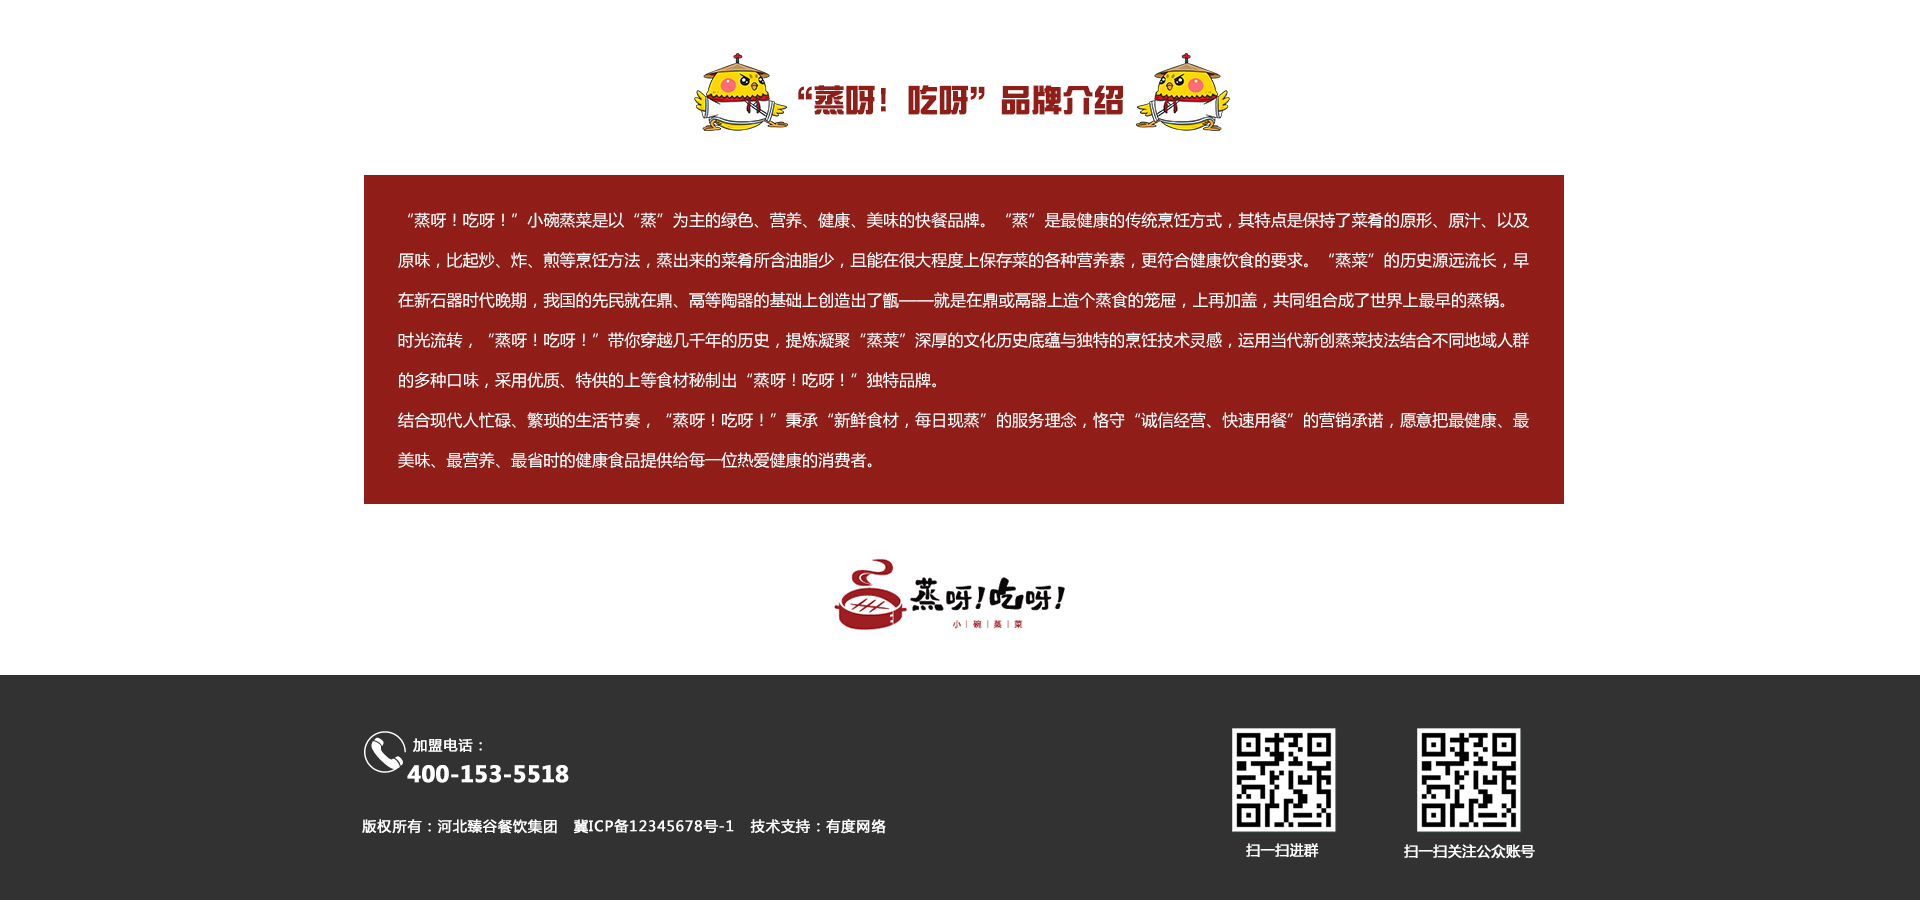 “蒸呀！吃呀”品牌介绍
“蒸呀！吃呀！”小碗蒸菜是以“蒸”为主的绿色、营养、健康、美味的快餐品牌。“蒸”是最健康的传统烹饪方式，其特点是保持了菜肴的原形、原汁、以及
原味，比起炒、炸、煎等烹饪方法，蒸出来的菜肴所含油脂少，且能在很大程度上保存菜的各种营养素，更符合健康饮食的要求。“蒸菜”的历史源远流长，早
在新石器时代晚期，我国的先民就在鼎、鬲等陶器的基础上创造出了甑——就是在鼎或鬲器上造个蒸食的笼屉，上再加盖，共同组合成了世界上最早的蒸锅。
时光流转，“蒸呀！吃呀！”带你穿越几千年的历史，提炼凝聚“蒸菜”深厚的文化历史底蕴与独特的烹饪技术灵感，运用当代新创蒸菜技法结合不同地域人群
的多种口味，采用优质、特供的上等食材秘制出“蒸呀！吃呀！”独特品牌。
结合现代人忙碌、繁琐的生活节奏，“蒸呀！吃呀！”秉承“新鲜食材，每日现蒸”的服务理念，恪守“诚信经营、快速用餐”的营销承诺，愿意把最健康、最
美味、最营养、最省时的健康食品提供给每一位热爱健康的消费者。
蒸呀！吃呀！
小|碗|蒸|菜
加盟电话：
400-153-5518
版权所有：河北臻谷餐饮集团 冀ICP备12345678号-1 技术支持：有度网络
扫一扫进群
扫一扫关注公众账号